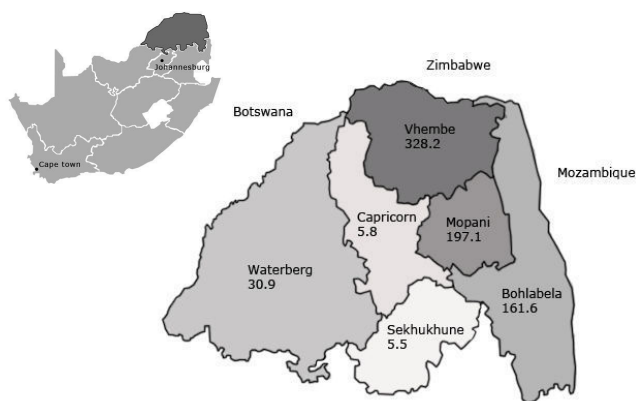 Johannesburg
Cape town
Zimbabwe
Botswana
Mozambique
Vhembe
328.2
Capricorn
5.8
Mopani
197.1
Waterberg
30.9
Bohlabela
161.6
Sekhukhune
5.5